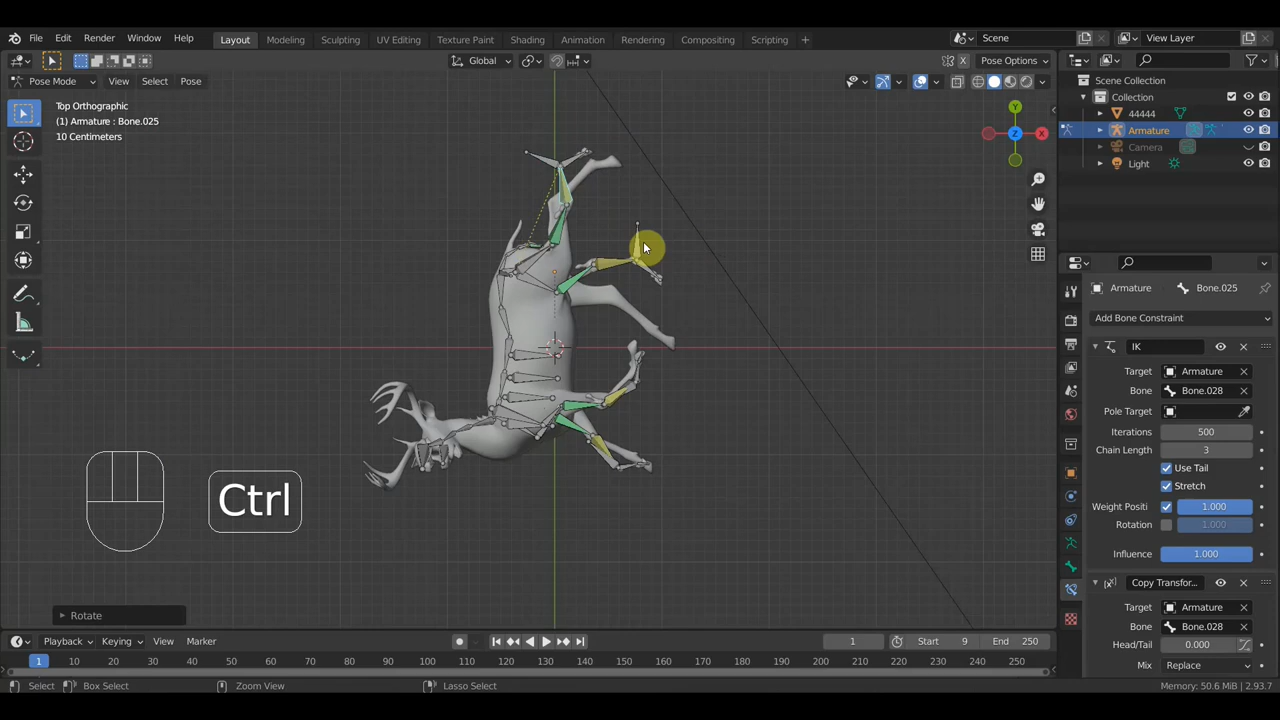 File Edit Render Window Help Layout Modeling Sculpting UV Editing Texture Paint Shading Animation Rendering Compositing Scripting + Scene View Layer
Global Pose Options
Pose Mode View Select Pose
Top Orthographic
(1) Armature : Bone.025
10 Centimeters
Y
X
Z
Scene Collection
Collection
44444
Armature
Camera
Light
Armature Bone.025
Add Bone Constraint
IK
Target Armature
Bone Bone.028
Pole Target
Iterations 500
Chain Length 3
Use Tail
Stretch
Weight Positi 1.000
Rotation 1.000
Influence 1.000
Copy Transfor...
Target Armature
Bone Bone.028
Head/Tail 0.000
Mix Replace
Ctrl
Rotate
Playback Keying View Marker 1 Start 9 End 250
1 10 20 30 40 50 60 70 80 90 100 110 120 130 140 150 160 170 180 190 200 210 220 230 240 250
Select Box Select Zoom View Lasso Select Memory: 50.6 MiB | 2.93.7